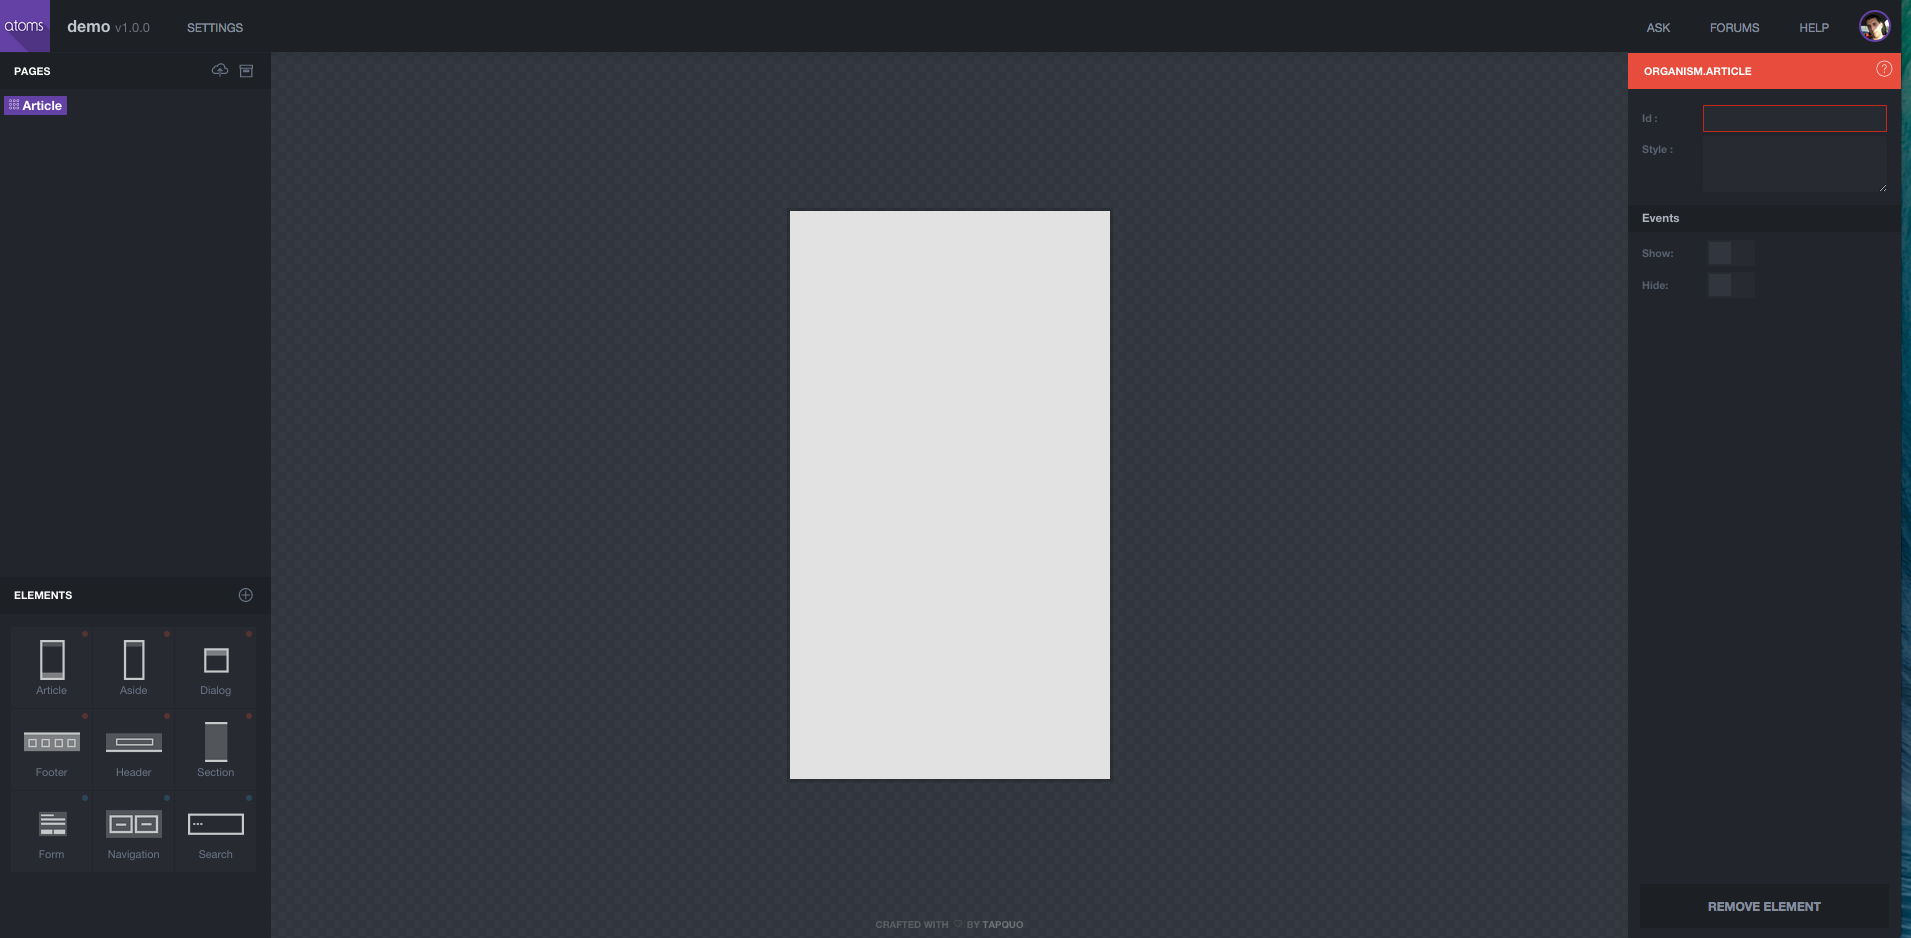 atoms demo v1.0.0 SETTINGS ASK FORUMS HELP
PAGES
Article
ELEMENTS
Article Aside Dialog
Footer Header Section
Form Navigation Search
CRAFTED WITH ♡ BY TAPQUO
ORGANISM.ARTICLE ?
Id :
Style :
Events
Show:
Hide:
REMOVE ELEMENT